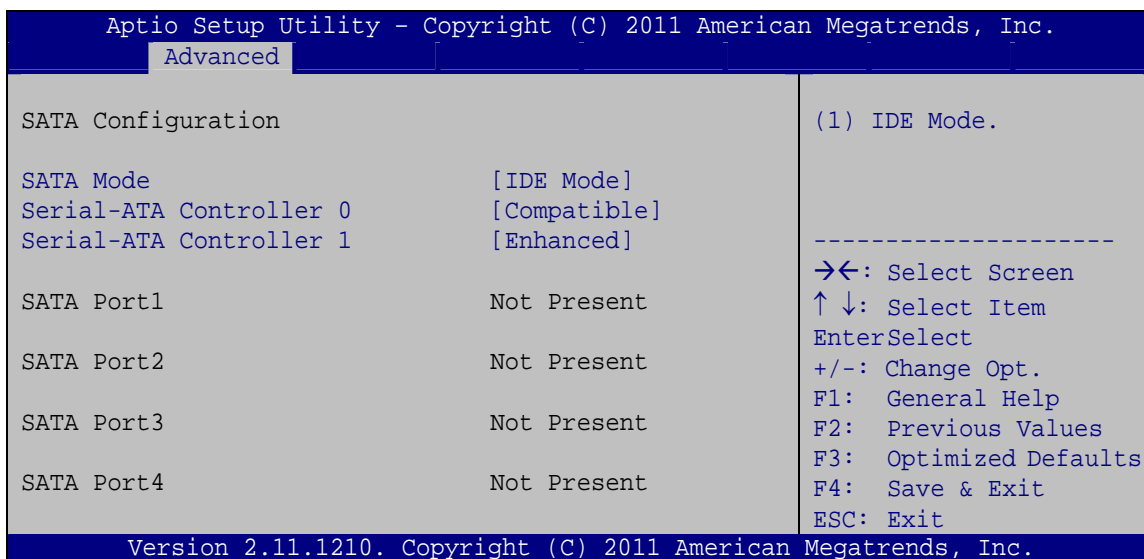 Aptio Setup Utility – Copyright (C) 2011 American Megatrends, Inc.
Advanced
SATA Configuration
SATA Mode [IDE Mode]
Serial-ATA Controller 0 [Compatible]
Serial-ATA Controller 1 [Enhanced]
SATA Port1 Not Present
SATA Port2 Not Present
SATA Port3 Not Present
SATA Port4 Not Present
(1) IDE Mode.
---------------------
→←: Select Screen
↑ ↓: Select Item
EnterSelect
+/-: Change Opt.
F1: General Help
F2: Previous Values
F3: Optimized Defaults
F4: Save & Exit
ESC: Exit
Version 2.11.1210. Copyright (C) 2011 American Megatrends, Inc.